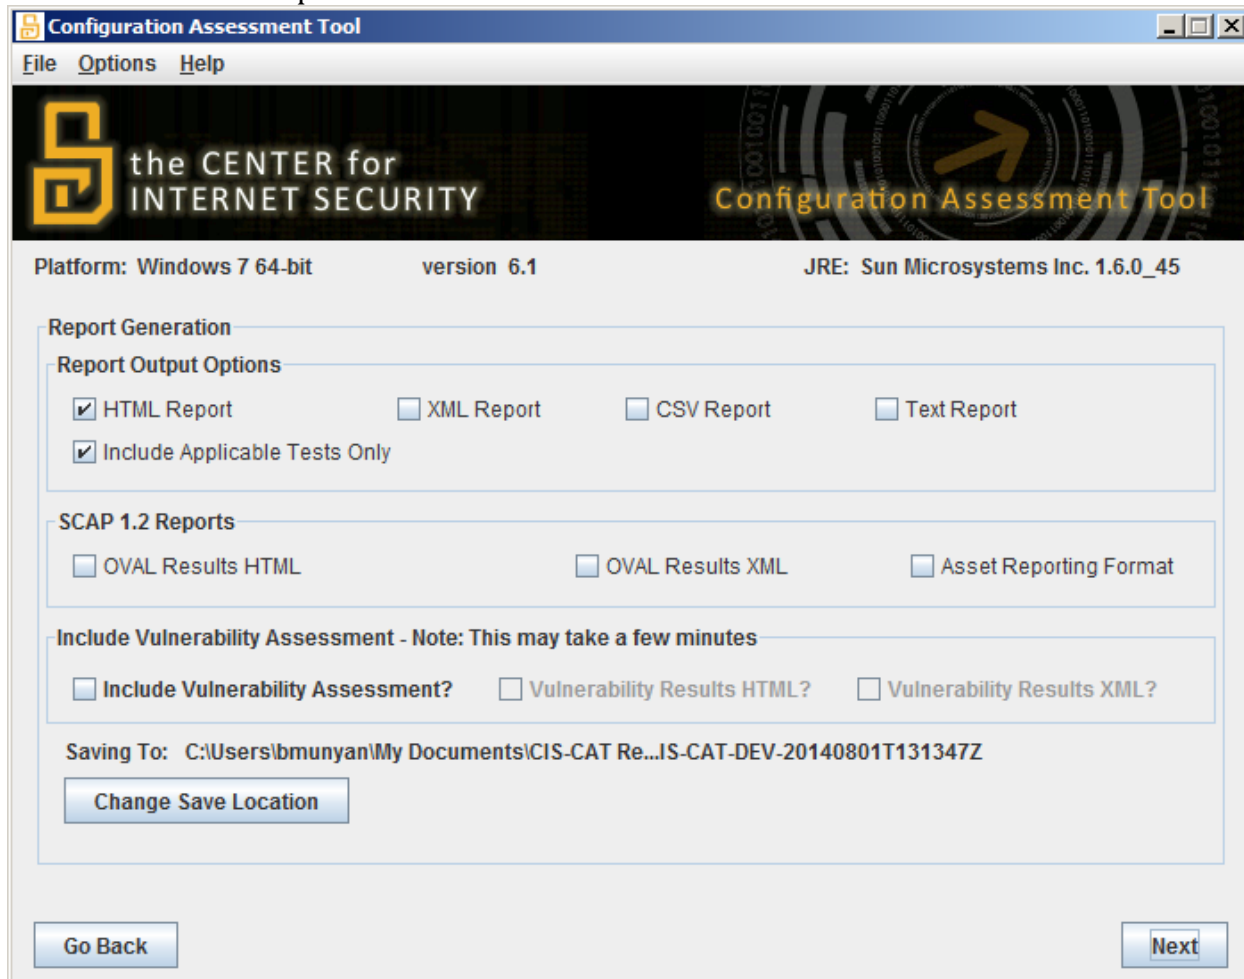 Configuration Assessment Tool
File Options Help
the CENTER for
INTERNET SECURITY
Configuration Assessment Tool
Platform: Windows 7 64-bit version 6.1 JRE: Sun Microsystems Inc. 1.6.0_45
Report Generation
Report Output Options
HTML Report XML Report CSV Report Text Report
Include Applicable Tests Only
SCAP 1.2 Reports
OVAL Results HTML OVAL Results XML Asset Reporting Format
Include Vulnerability Assessment - Note: This may take a few minutes
Include Vulnerability Assessment? Vulnerability Results HTML? Vulnerability Results XML?
Saving To: C:\Users\bmunyan\My Documents\CIS-CAT Re...IS-CAT-DEV-20140801T131347Z
Change Save Location
Go Back Next